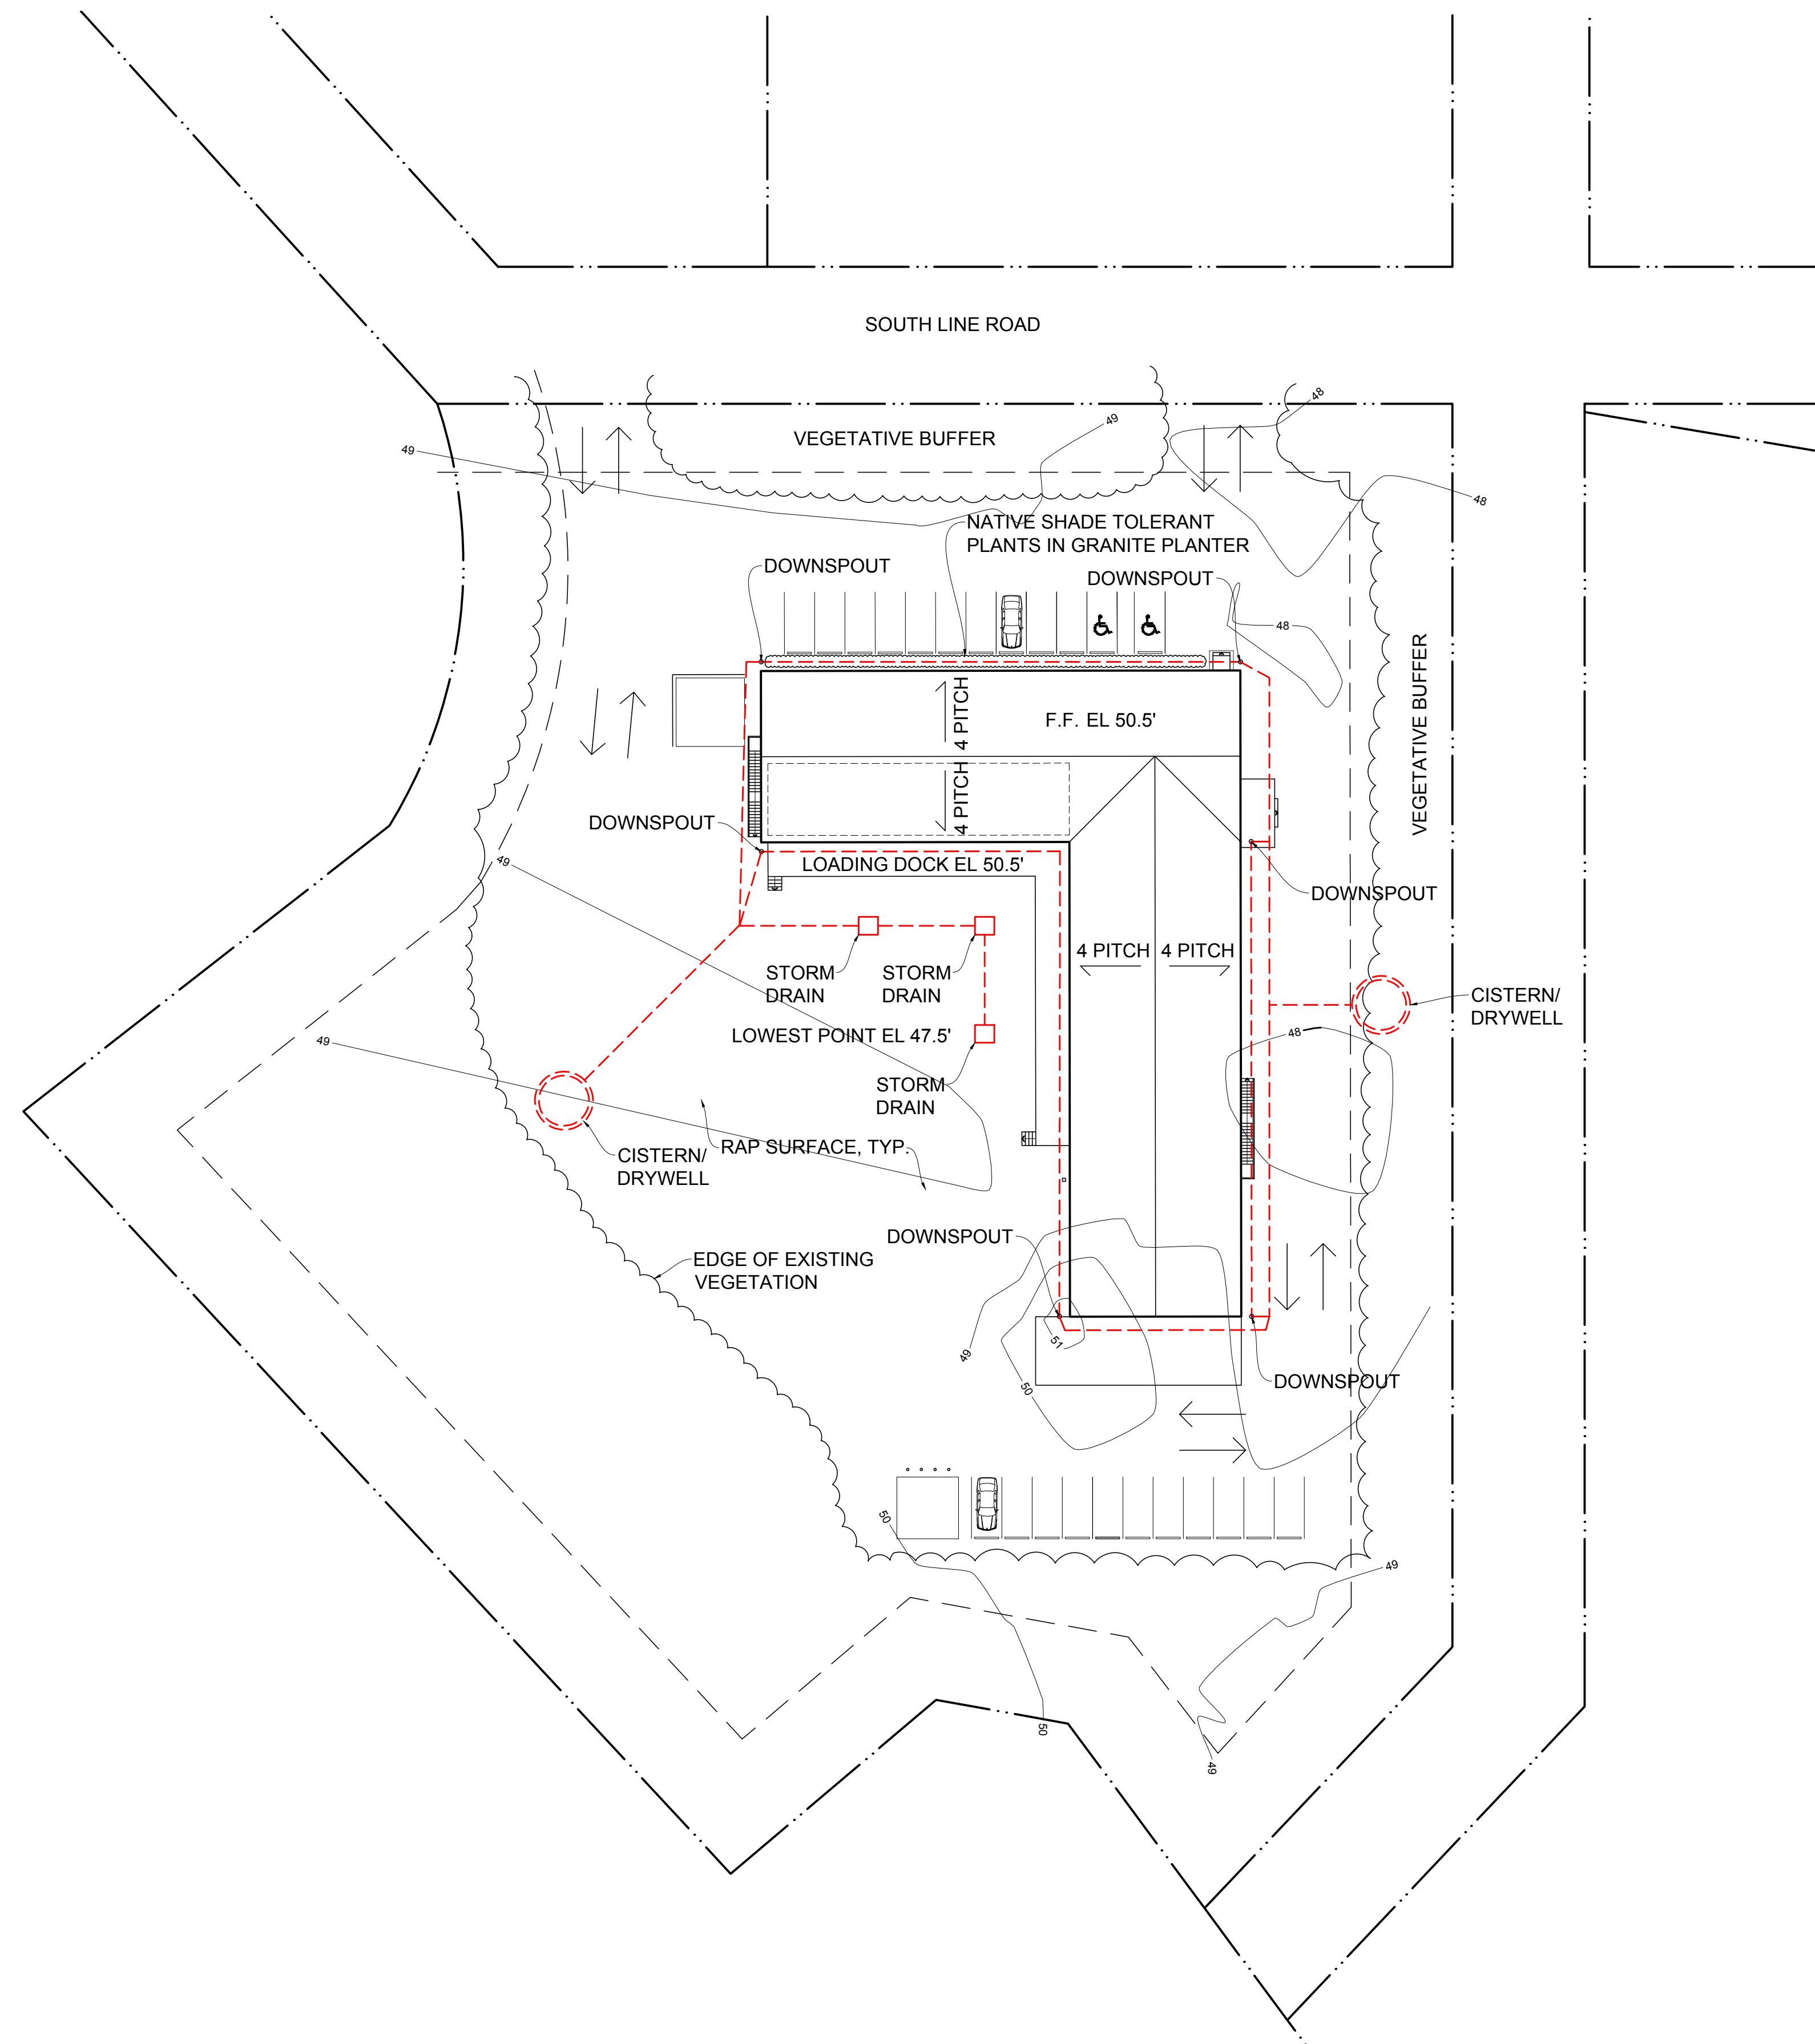 SOUTH LINE ROAD
48
49
VEGETATIVE BUFFER
49
48
NATIVE SHADE TOLERANT
PLANTS IN GRANITE PLANTER
DOWNSPOUT
DOWNSPOUT
48
VEGETATIVE BUFFER
4 PITCH
F.F. EL 50.5'
4 PITCH
DOWNSPOUT
49
LOADING DOCK EL 50.5'
DOWNSPOUT
4 PITCH
4 PITCH
STORM
DRAIN
STORM
DRAIN
CISTERN/
DRYWELL
49
LOWEST POINT EL 47.5'
48
STORM
DRAIN
RAP SURFACE, TYP.
CISTERN/
DRYWELL
DOWNSPOUT
EDGE OF EXISTING
VEGETATION
51
49
50
DOWNSPOUT
50
49
50
49